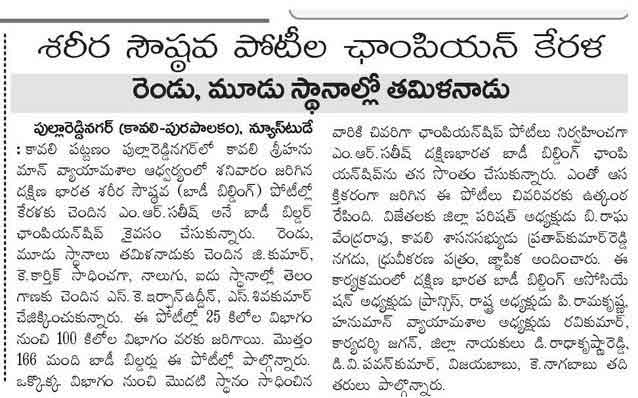 శరీర సౌష్ఠవ పోటీల ఛాంపియన్ కేరళ
రెండు, మూడు స్థానాల్లో తమిళనాడు
పుల్లారెడ్డినగర్ (కావలి-పురపాలకం), న్యూస్‌టుడే
: కావలి పట్టణం పుల్లారెడ్డినగర్‌లో కావలి శ్రీహను
మాన్ వ్యాయామశాల ఆధ్వర్యంలో శనివారం జరిగిన
దక్షిణ భారత శరీర సౌష్ఠవ (బాడీ బిల్డింగ్) పోటీల్లో
కేరళకు చెందిన ఎం.ఆర్.సతీష్ అనే బాడీ బిల్డర్
ఛాంపియన్‌షిప్ కైవసం చేసుకున్నారు. రెండు,
మూడు స్థానాలు తమిళనాడుకు చెందిన జి.కుమార్,
కె.కార్తిక్ సాధించగా, నాలుగు, ఐదు స్థానాల్లో తెలం
గాణకు చెందిన ఎస్.కె.ఇర్ఫాన్ఉద్దీన్, ఎస్.శివకుమార్
చేజిక్కించుకున్నారు. ఈ పోటీల్లో 25 కిలోల విభాగం
నుంచి 100 కిలోల విభాగం వరకు జరిగాయి. మొత్తం
166 మంది బాడీ బిల్డర్లు ఈ పోటీల్లో పాల్గొన్నారు.
ఒక్కొక్క విభాగం నుంచి మొదటి స్థానం సాధించిన
వారికి చివరిగా ఛాంపియన్‌షిప్ పోటీలు నిర్వహించగా
ఎం.ఆర్.సతీష్ దక్షిణభారత బాడీ బిల్డింగ్ ఛాంపి
యన్‌షిప్‌ను తన సొంతం చేసుకున్నారు. ఎంతో ఆస
క్తికరంగా జరిగిన ఈ పోటీలు చివరివరకు ఉత్కంఠ
రేపింది. విజేతలకు జిల్లా పరిషత్ అధ్యక్షుడు బి.రాఘ
వేంద్రరావు, కావలి శాసనసభ్యుడు ప్రతాప్‌కుమార్‌రెడ్డి
నగదు, ధ్రువీకరణ పత్రం, జ్ఞాపిక అందించారు. ఈ
కార్యక్రమంలో దక్షిణ భారత బాడీ బిల్డింగ్ అసోసియే
షన్ అధ్యక్షుడు ఫ్రాన్సిస్, రాష్ట్ర అధ్యక్షుడు పి.రామకృష్ణ,
హనుమాన్ వ్యాయామశాల అధ్యక్షుడు రవికుమార్,
కార్యదర్శి జగన్, జిల్లా నాయకులు డి.రాధాకృష్ణారెడ్డి,
డి.వి.పవన్‌కుమార్, విజయబాబు, కె.నాగబాబు తది
తరులు పాల్గొన్నారు.